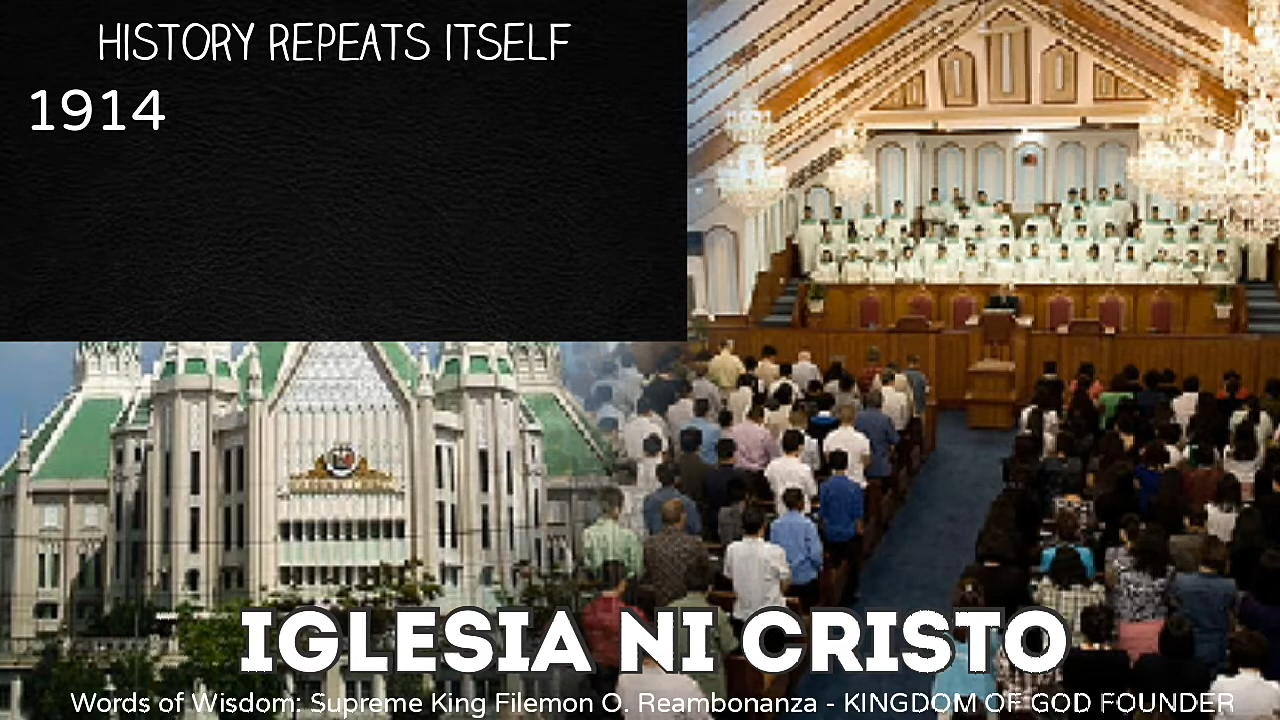 HISTORY REPEATS ITSELF
1914
IGLESIA NI CRISTO
Words of Wisdom: Supreme King Filemon O. Reambonanza - KINGDOM OF GOD FOUNDER